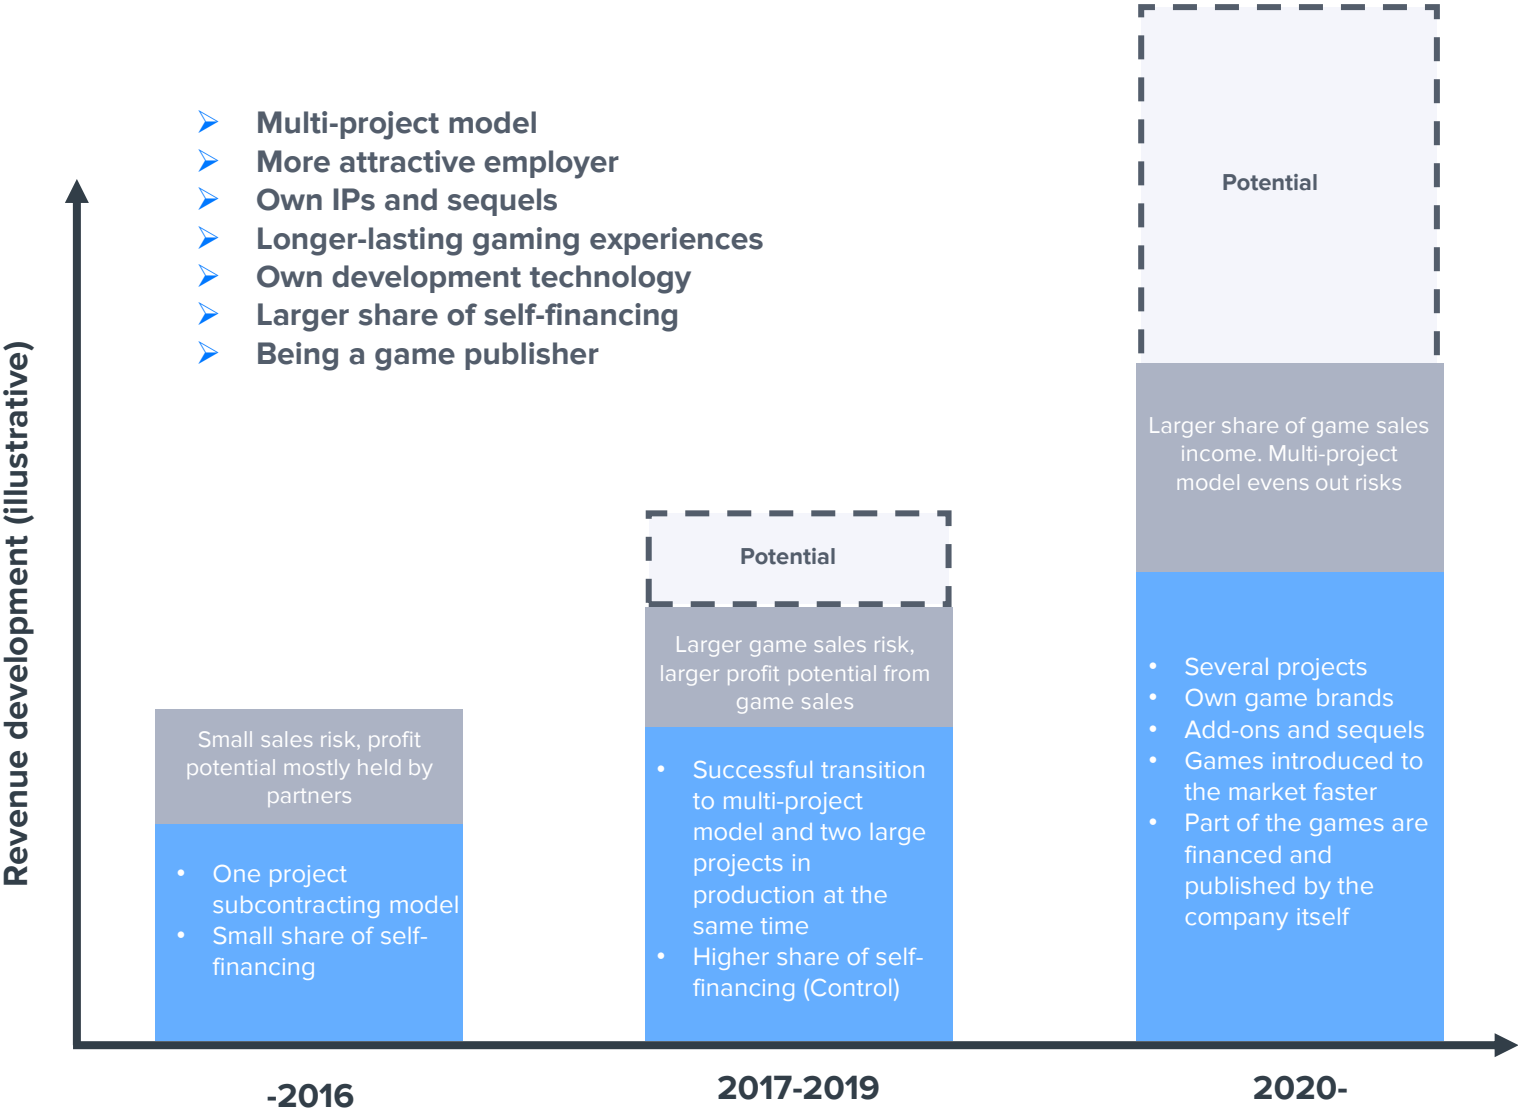 Multi-project model
More attractive employer
Own IPs and sequels
Longer-lasting gaming experiences
Own development technology
Larger share of self-financing
Being a game publisher
Revenue development (illustrative)
Small sales risk, profit
potential mostly held by
partners
• One project
subcontracting model
• Small share of self-
financing
-2016
Potential
Larger game sales risk,
larger profit potential from
game sales
• Successful transition
to multi-project
model and two large
projects in
production at the
same time
• Higher share of self-
financing (Control)
2017-2019
Potential
Larger share of game sales
income. Multi-project
model evens out risks
• Several projects
• Own game brands
• Add-ons and sequels
• Games introduced to
the market faster
• Part of the games are
financed and
published by the
company itself
2020-